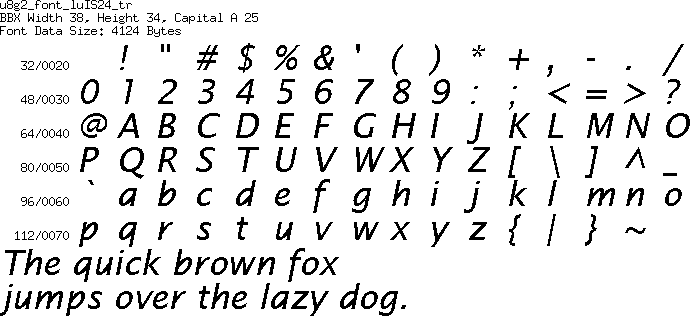 u8g2_font_luIS24_tr
BBX Width 38, Height 34, Capital A 25
Font Data Size: 4124 Bytes
32/0020 ! " # $ % & ' ( ) * + , - . /
48/0030 0 1 2 3 4 5 6 7 8 9 : ; < = > ?
64/0040 @ A B C D E F G H I J K L M N O
80/0050 P Q R S T U V W X Y Z [ \ ] ^ _
96/0060 ` a b c d e f g h i j k l m n o
112/0070 p q r s t u v w x y z { | } ~
The quick brown fox
jumps over the lazy dog.